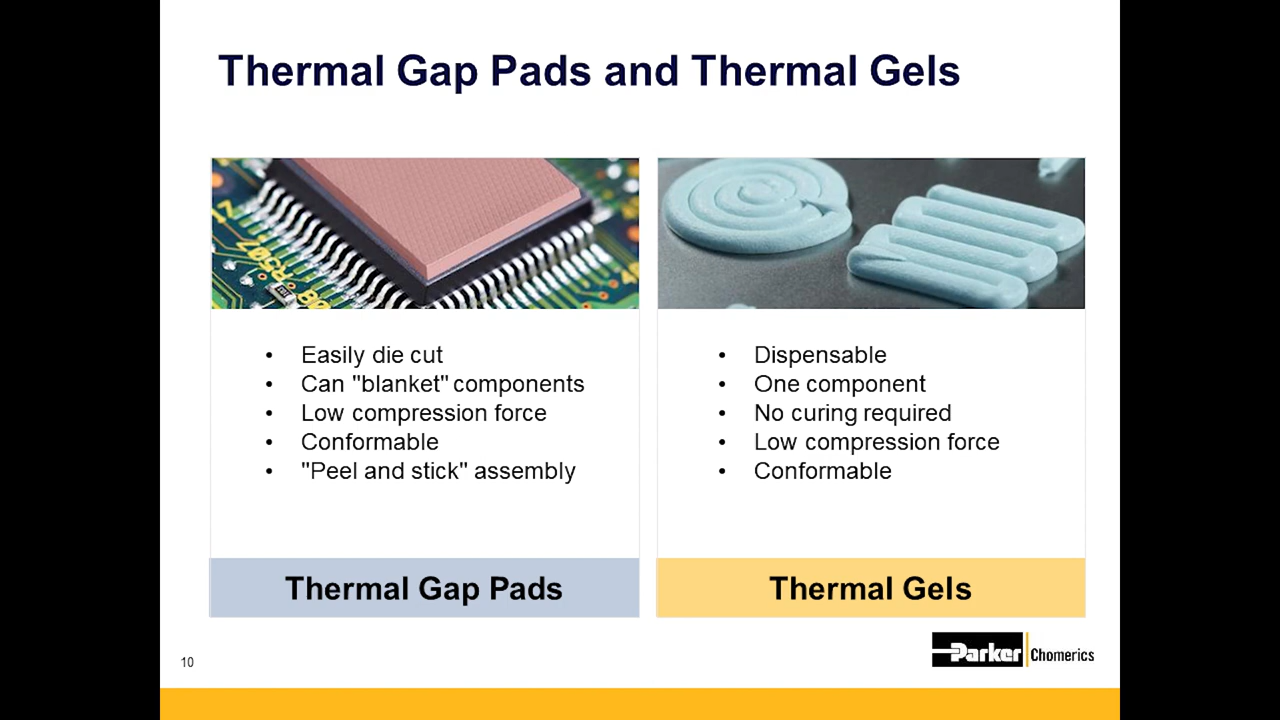 Thermal Gap Pads and Thermal Gels
R507
• Easily die cut
• Can "blanket" components
• Low compression force
• Conformable
• "Peel and stick" assembly
• Dispensable
• One component
• No curing required
• Low compression force
• Conformable
Thermal Gap Pads
Thermal Gels
10
Parker Chomerics